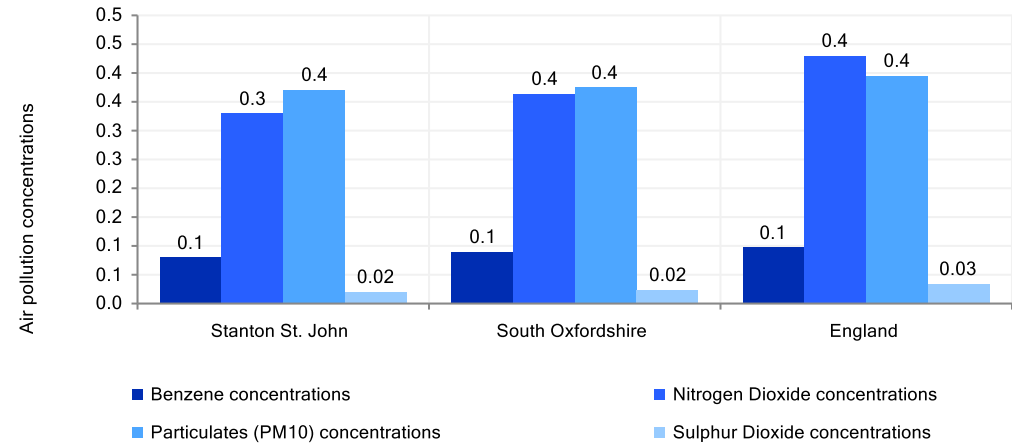 Air pollution concentrations
0.5
0.5
0.4
0.4
0.3
0.3
0.2
0.2
0.1
0.1
0.0
0.1
0.3
0.4
0.02
0.1
0.4
0.4
0.02
0.1
0.4
0.4
0.03
Stanton St. John
South Oxfordshire
England
Benzene concentrations
Nitrogen Dioxide concentrations
Particulates (PM10) concentrations
Sulphur Dioxide concentrations